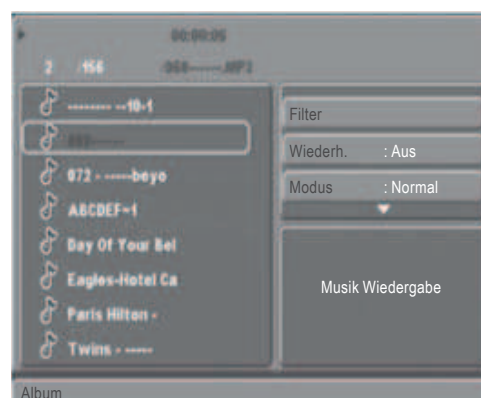 00:00:05
2 /156 068------.MP3
-------- --10-1
Filter
Wiederh. : Aus
072 - -----beyo
Modus : Normal
ABCDEF~1
Day Of Your Bel
Eagles-Hotel Ca
Musik Wiedergabe
Paris Hilton -
Twins - -----
Album